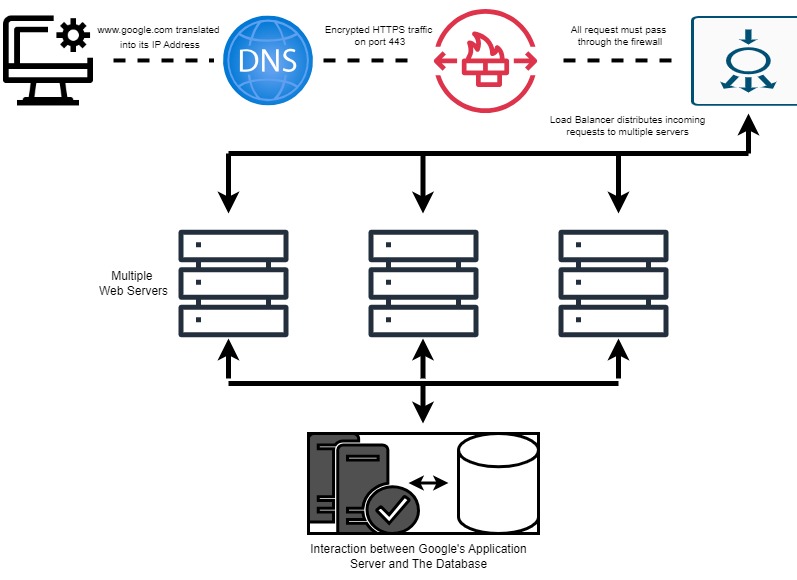 www.google.com translated
into its IP Address
DNS
Encrypted HTTPS traffic
on port 443
All request must pass
through the firewall
Load Balancer distributes incoming
requests to multiple servers
Multiple
Web Servers
Interaction between Google's Application
Server and The Database